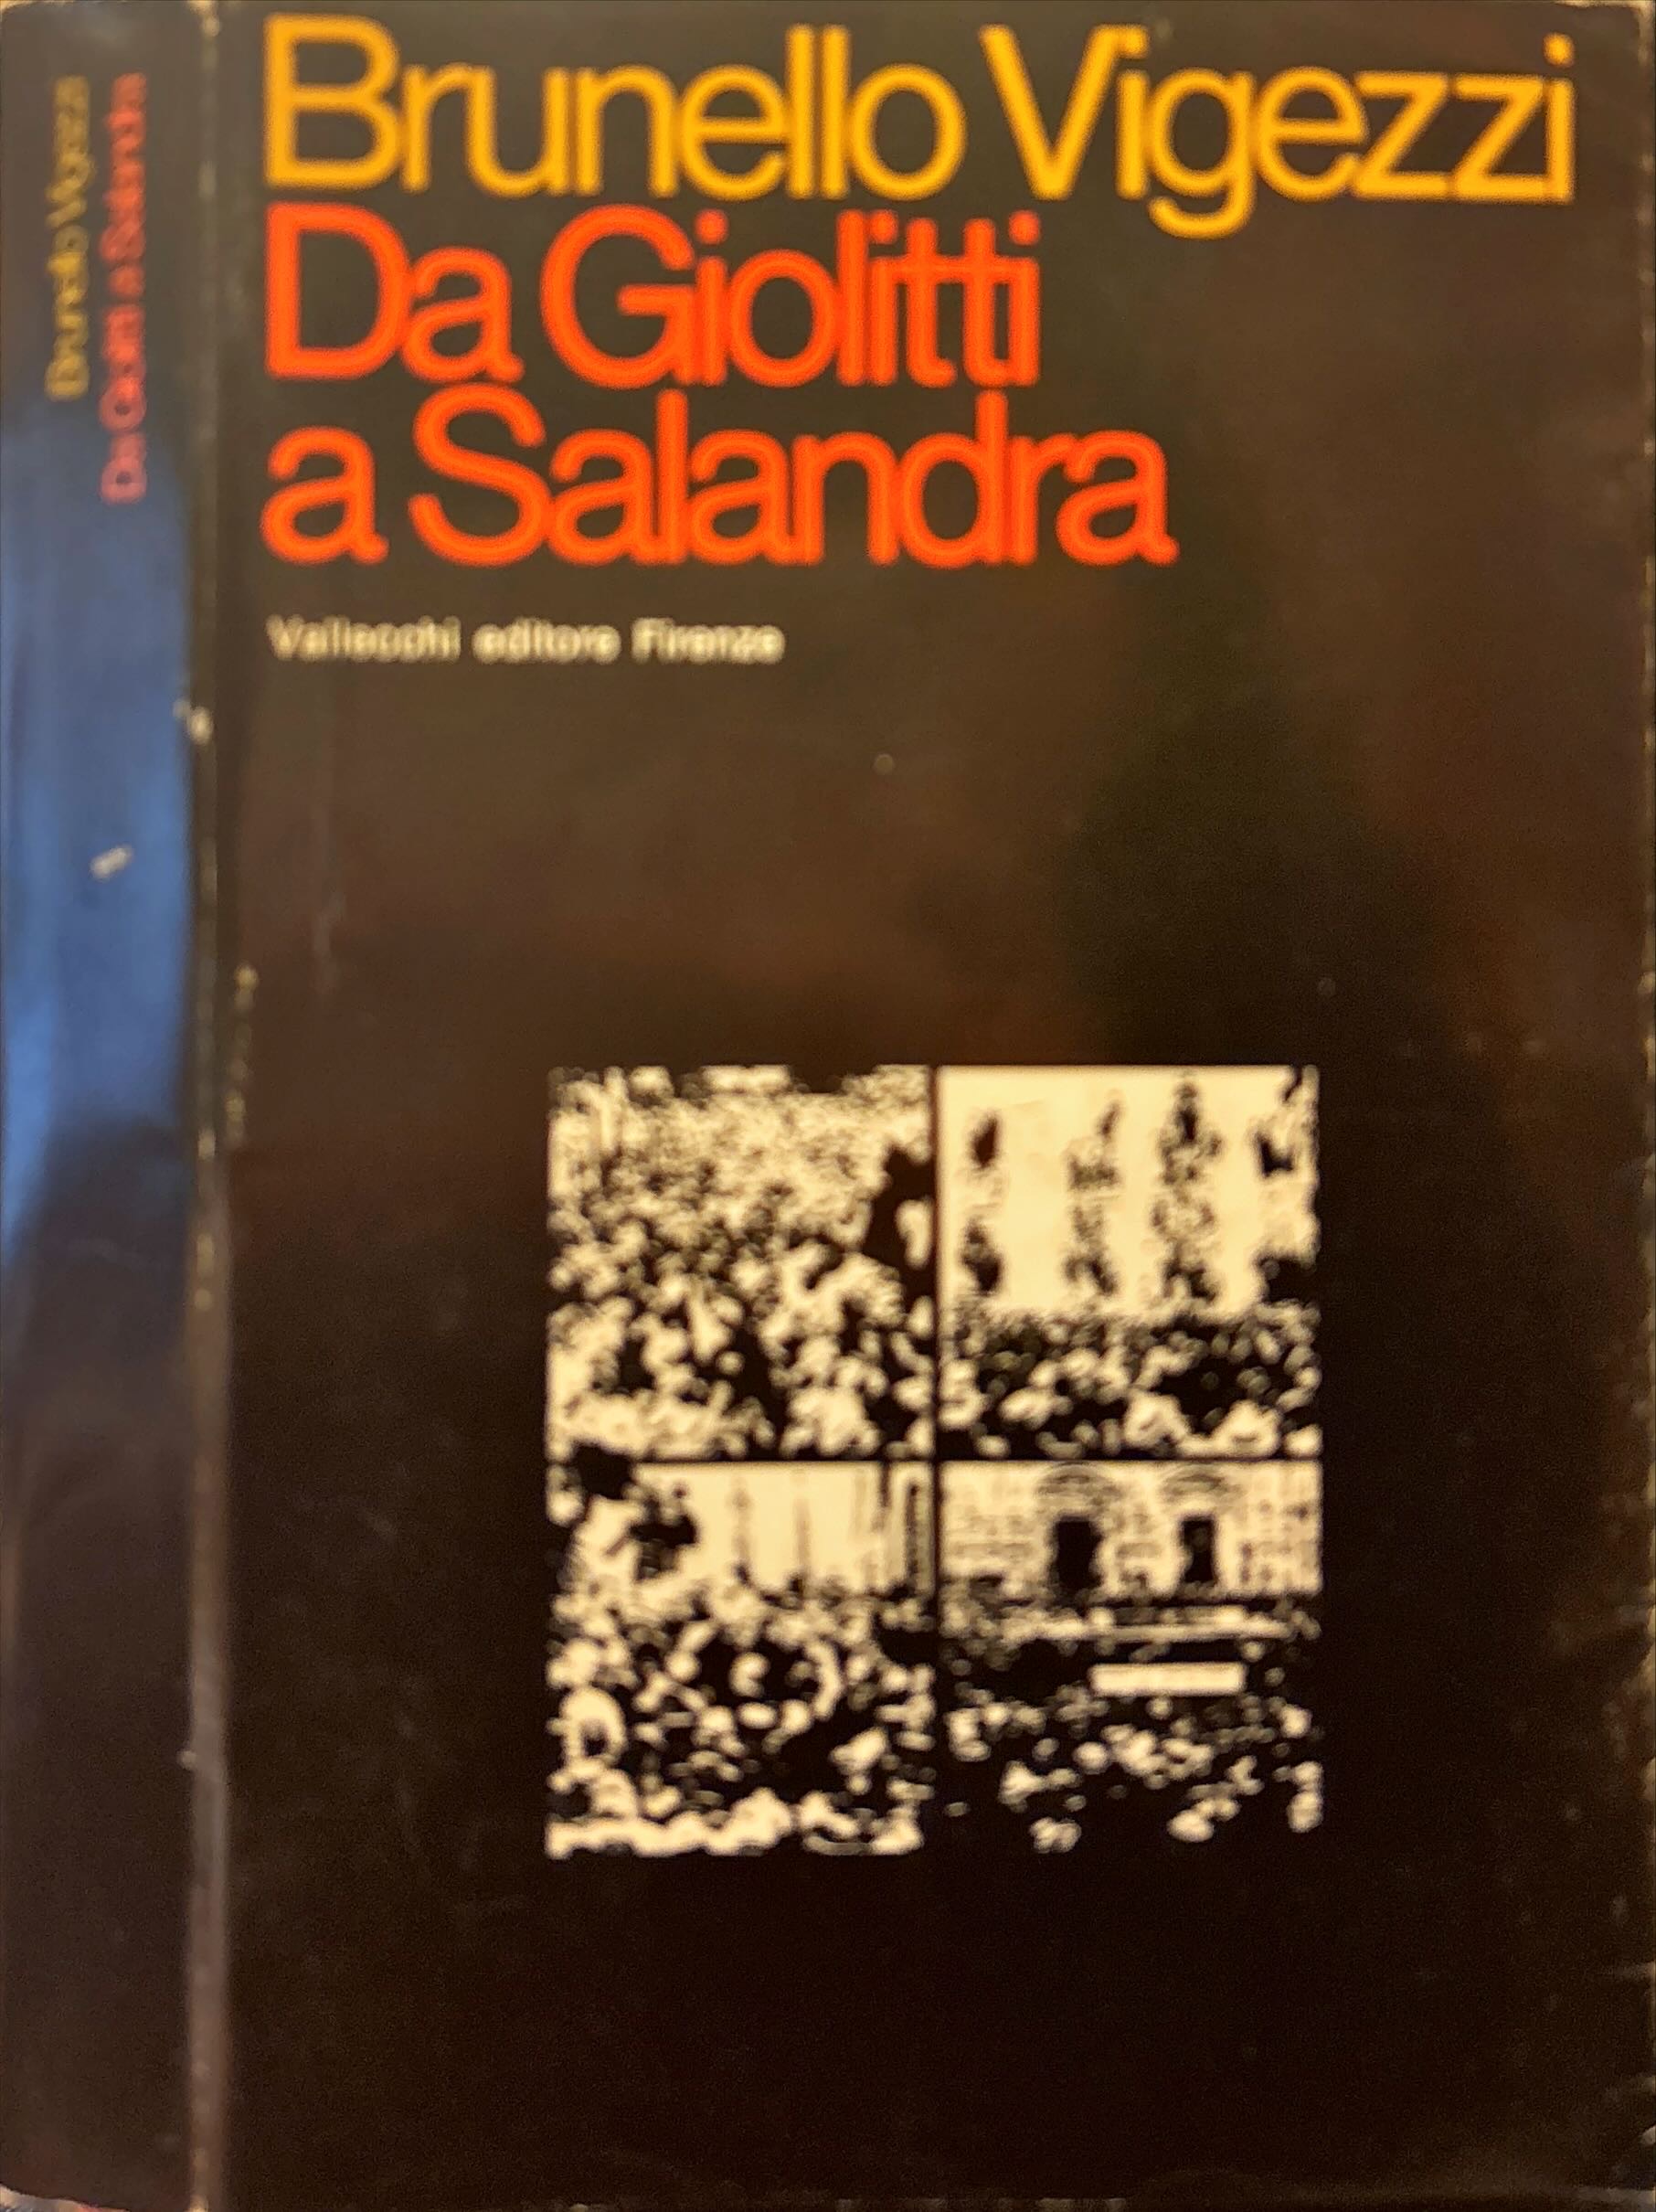 Brunello Vigezzi
Da Giolitti
a Salandra
Vallecchi editore Firenze
Brunello Vigezzi
Da Giolitti a Salandra